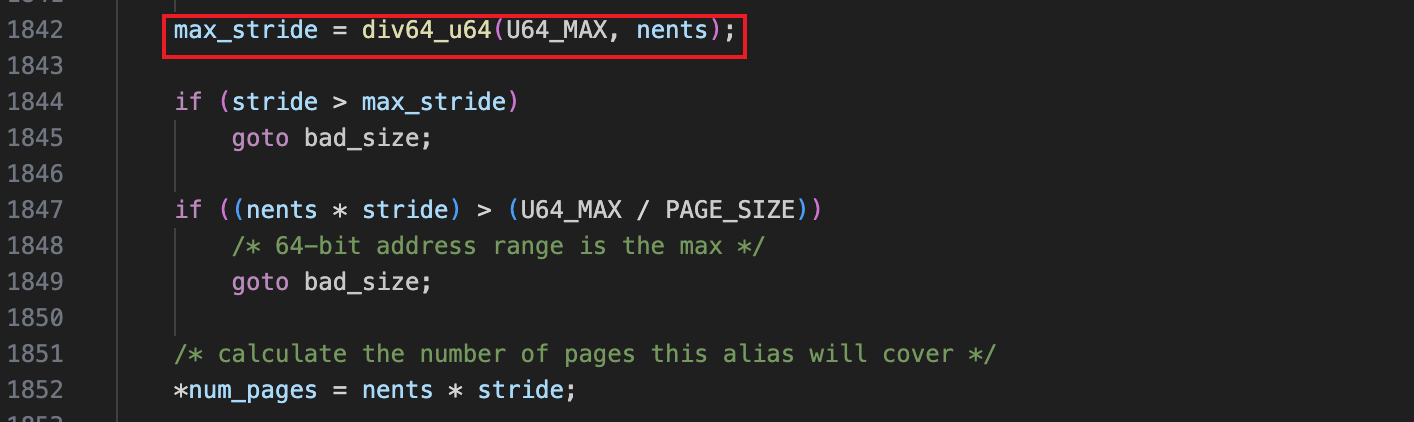 1842 max_stride = div64_u64(U64_MAX, nents);
1843
1844 if (stride > max_stride)
1845 goto bad_size;
1846
1847 if ((nents * stride) > (U64_MAX / PAGE_SIZE))
1848 /* 64-bit address range is the max */
1849 goto bad_size;
1850
1851 /* calculate the number of pages this alias will cover */
1852 *num_pages = nents * stride;